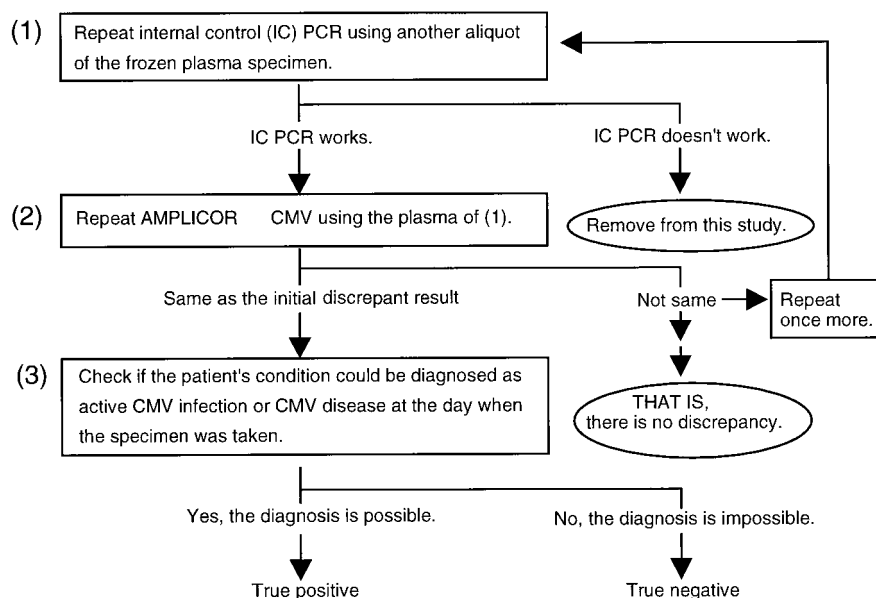 (1)
Repeat internal control (IC) PCR using another aliquot
of the frozen plasma specimen.
IC PCR works.
IC PCR doesn't work.
(2)
Repeat AMPLICOR CMV using the plasma of (1).
Remove from this study.
Same as the initial discrepant result
Not same
Repeat
once more.
(3)
Check if the patient's condition could be diagnosed as
active CMV infection or CMV disease at the day when
the specimen was taken.
THAT IS,
there is no discrepancy.
Yes, the diagnosis is possible.
No, the diagnosis is impossible.
True positive
True negative